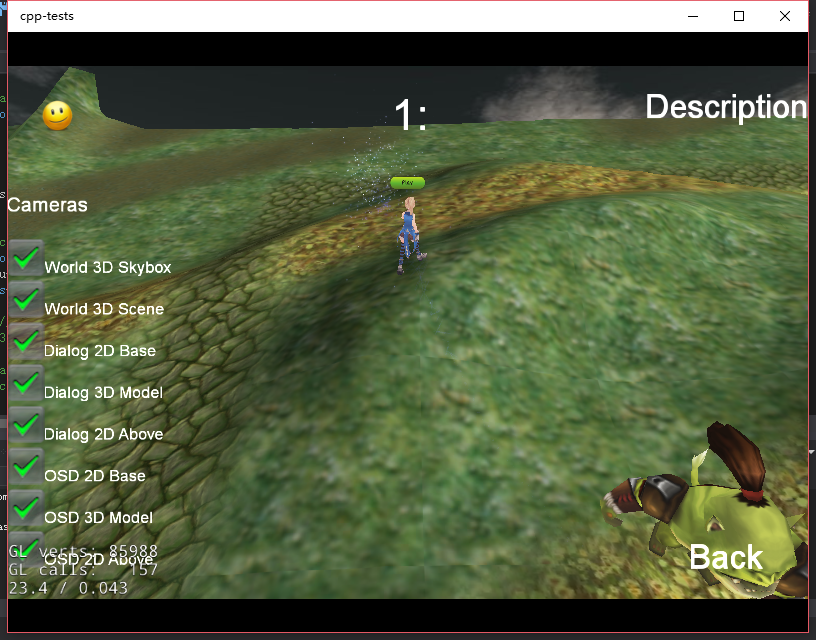 cpp-tests
1:
Description
Play
Cameras
World 3D Skybox
World 3D Scene
Dialog 2D Base
Dialog 3D Model
Dialog 2D Above
OSD 2D Base
OSD 3D Model
OSD 2D Above
GL verts: 85988
GL calls: 157
23.4 / 0.043
Back